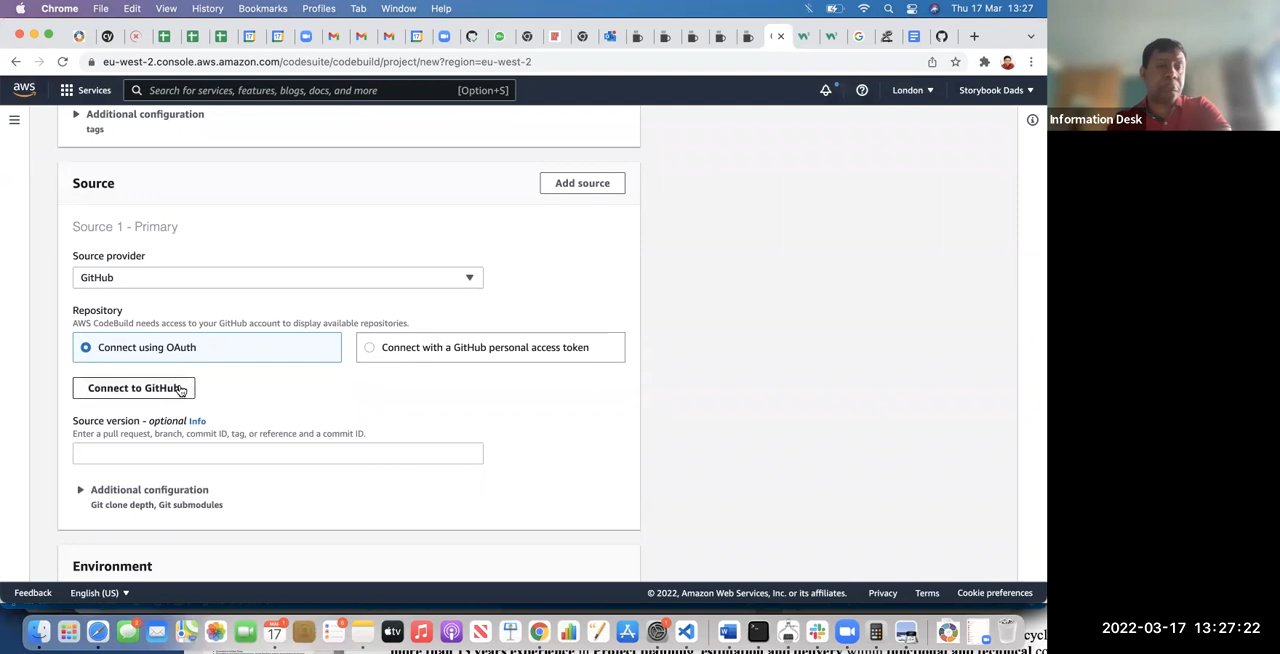 Chrome File Edit View History Bookmarks Profiles Tab Window Help Thu 17 Mar 13:27
eu-west-2.console.aws.amazon.com/codesuite/codebuild/project/new?region=eu-west-2
aws Services Search for services, features, blogs, docs, and more [Option+S] London Storybook Dads
Information Desk
Additional configuration
tags
Source Add source
Source 1 - Primary
Source provider
GitHub
Repository
AWS CodeBuild needs access to your GitHub account to display available repositories.
Connect using OAuth Connect with a GitHub personal access token
Connect to GitHub
Source version - optional Info
Enter a pull request, branch, commit ID, tag, or reference and a commit ID.
Additional configuration
Git clone depth, Git submodules
Environment
Feedback English (US) © 2022, Amazon Web Services, Inc. or its affiliates. Privacy Terms Cookie preferences
2022-03-17 13:27:22